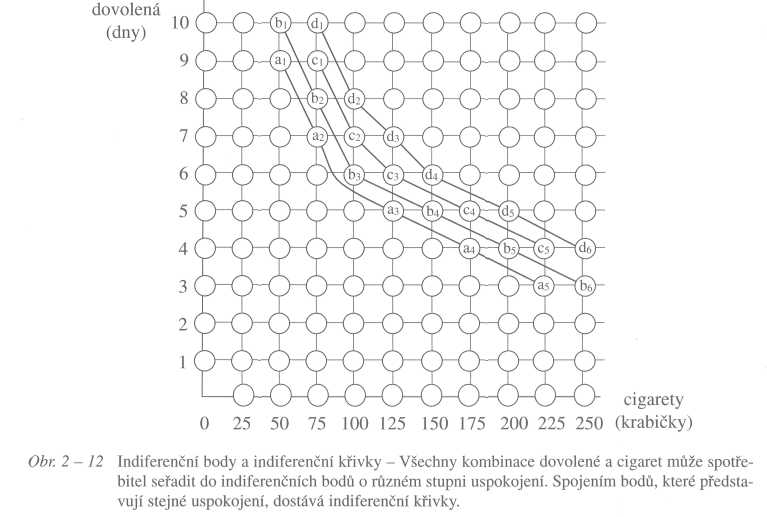 dovolená
(dny)
10 b1 d1
9 a1 c1
8 b2 d2
7 a2 c2 d3
6 b3 c3 d4
5 a3 b4 c4 d5
4 a4 b5 c5 d6
3 a5 b6
2
1
cigarety
0 25 50 75 100 125 150 175 200 225 250 (krabičky)
Obr. 2 – 12 Indiferenční body a indiferenční křivky – Všechny kombinace dovolené a cigaret může spotře-
bitel seřadit do indiferenčních bodů o různém stupni uspokojení. Spojením bodů, které předsta-
vují stejné uspokojení, dostává indiferenční křivky.